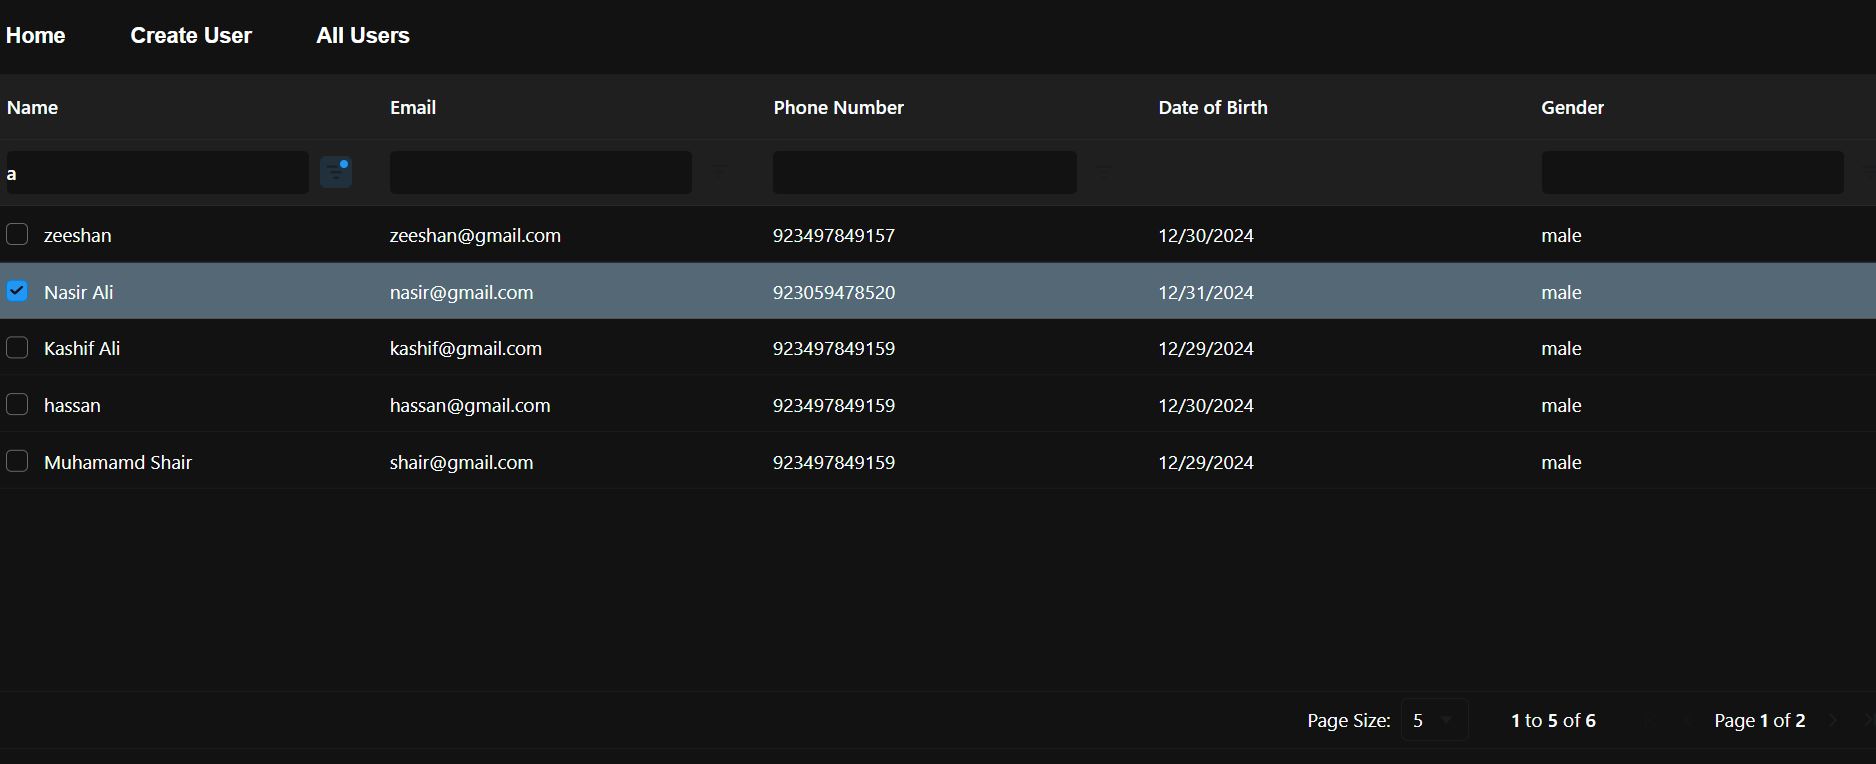 Home Create User All Users
Name Email Phone Number Date of Birth Gender
a
zeeshan zeeshan@gmail.com 923497849157 12/30/2024 male
Nasir Ali nasir@gmail.com 923059478520 12/31/2024 male
Kashif Ali kashif@gmail.com 923497849159 12/29/2024 male
hassan hassan@gmail.com 923497849159 12/30/2024 male
Muhamamd Shair shair@gmail.com 923497849159 12/29/2024 male
Page Size: 5 1 to 5 of 6 Page 1 of 2